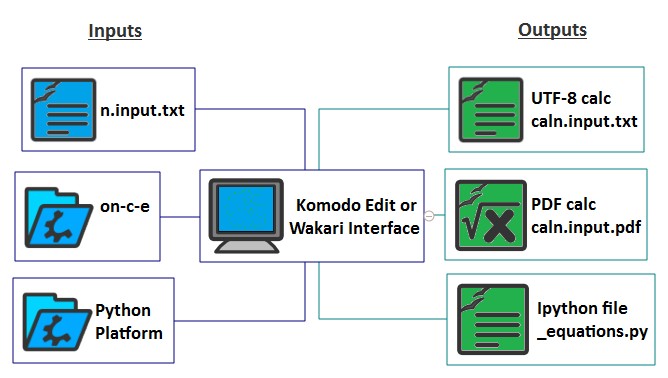 Inputs
Outputs
n.input.txt
UTF-8 calc
caln.input.txt
on-c-e
Komodo Edit or
Wakari Interface
PDF calc
caln.input.pdf
Python
Platform
Ipython file
_equations.py